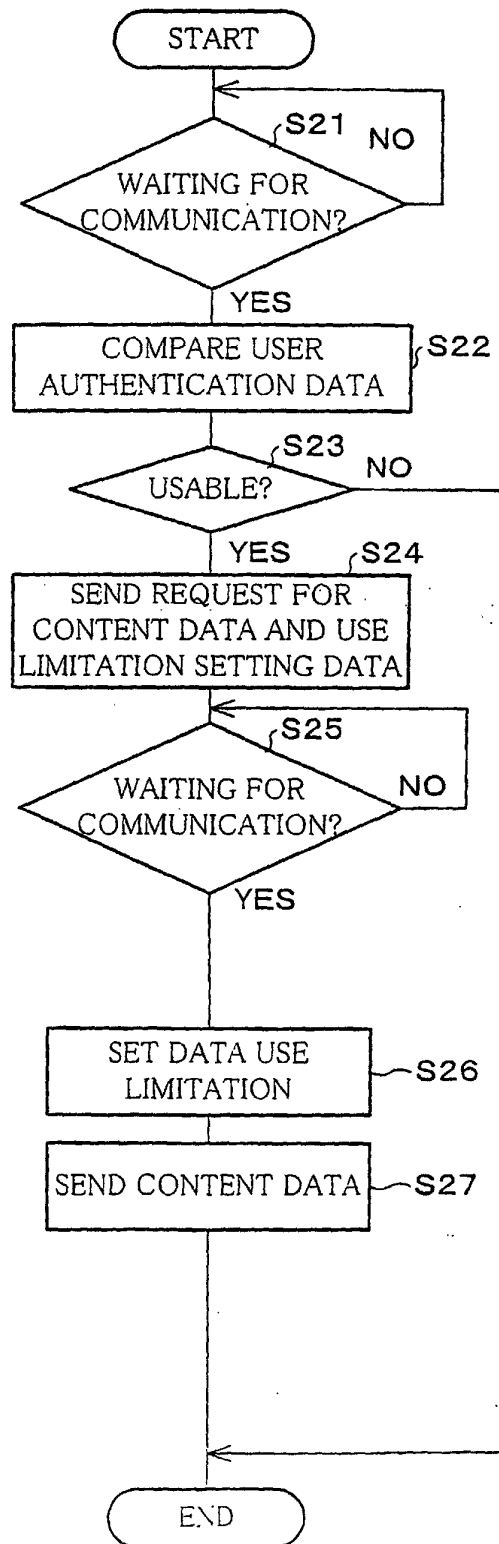 START
S21
NO
WAITING FOR
COMMUNICATION?
YES
COMPARE USER
AUTHENTICATION DATA
S22
S23
NO
USABLE?
YES
S24
SEND REQUEST FOR
CONTENT DATA AND USE
LIMITATION SETTING DATA
S25
NO
WAITING FOR
COMMUNICATION?
YES
SET DATA USE
LIMITATION
S26
SEND CONTENT DATA
S27
END